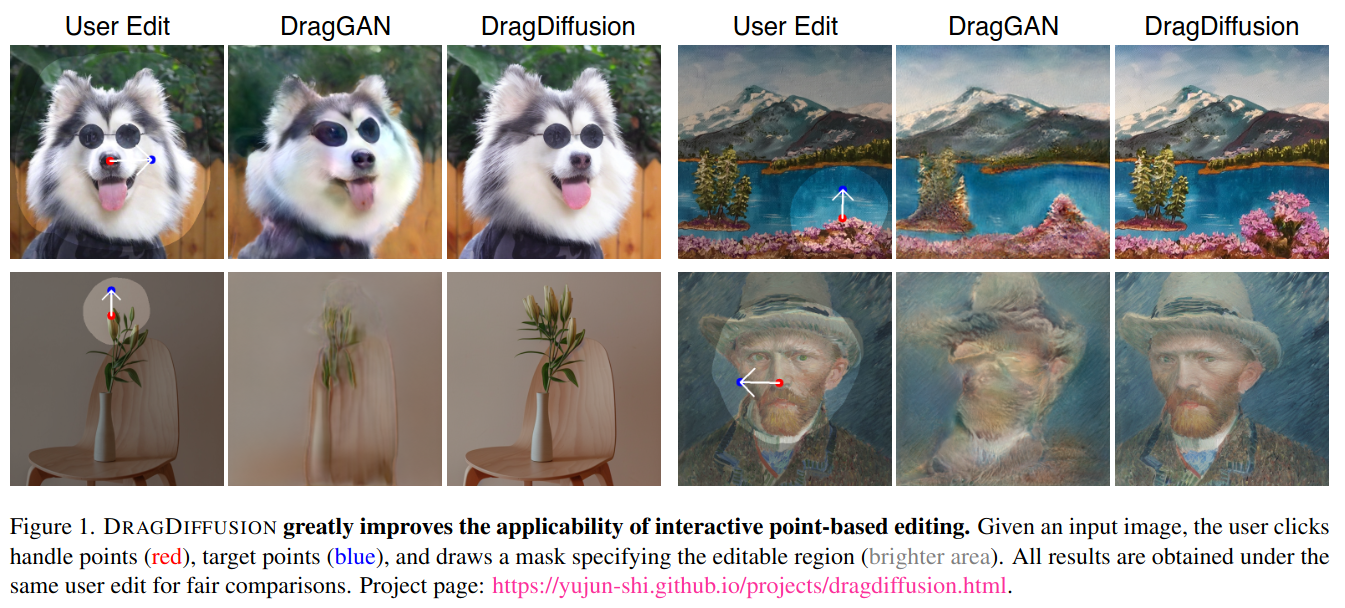 User Edit DragGAN DragDiffusion User Edit DragGAN DragDiffusion
Figure 1. DRAGDIFFUSION greatly improves the applicability of interactive point-based editing. Given an input image, the user clicks
handle points (red), target points (blue), and draws a mask specifying the editable region (brighter area). All results are obtained under the
same user edit for fair comparisons. Project page: https://yujun-shi.github.io/projects/dragdiffusion.html.